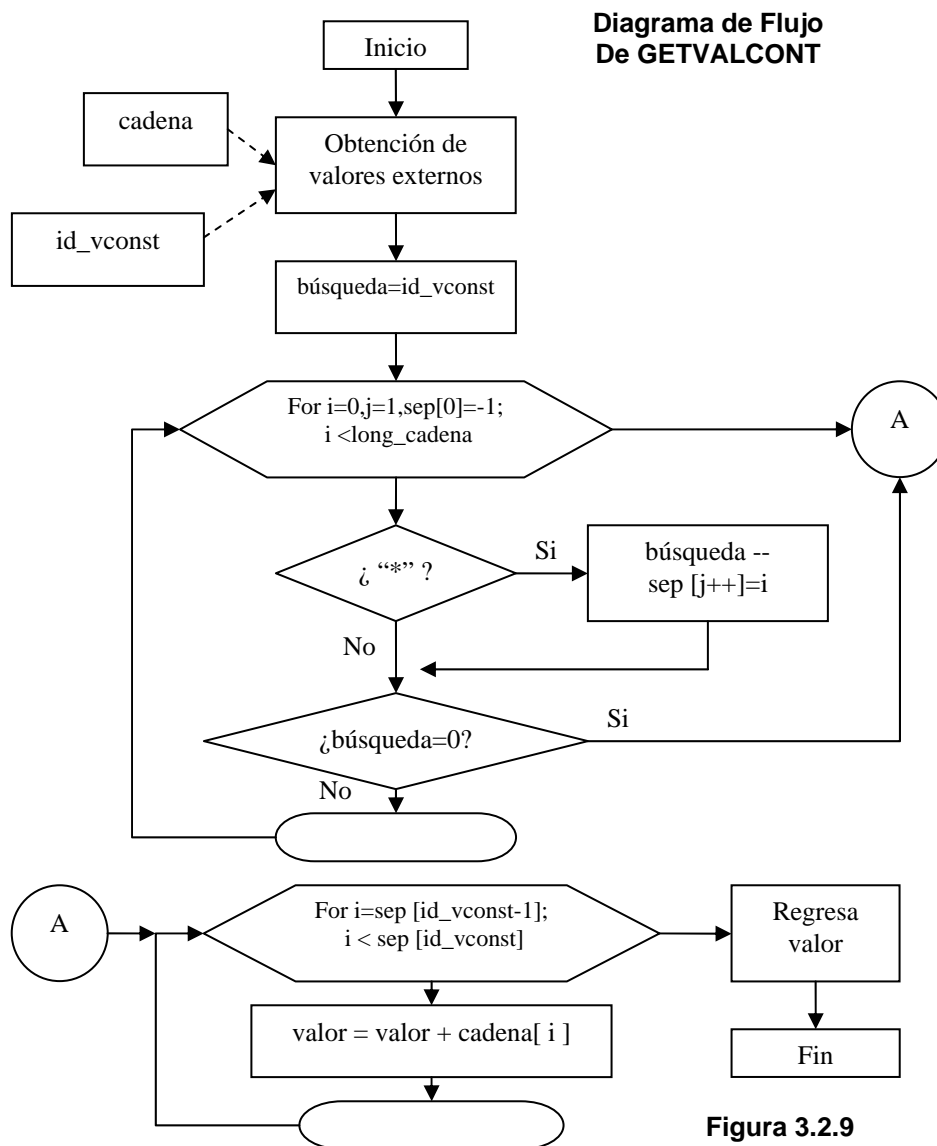 Diagrama de Flujo
De GETVALCONT
Inicio
cadena
Obtención de
valores externos
id_vconst
búsqueda=id_vconst
For i=0,j=1,sep[0]=-1;
i <long_cadena
A
¿ “*” ?
Si
búsqueda --
sep [j++]=i
No
¿búsqueda=0?
Si
No
A
For i=sep [id_vconst-1];
i < sep [id_vconst]
Regresa
valor
valor = valor + cadena[ i ]
Fin
Figura 3.2.9